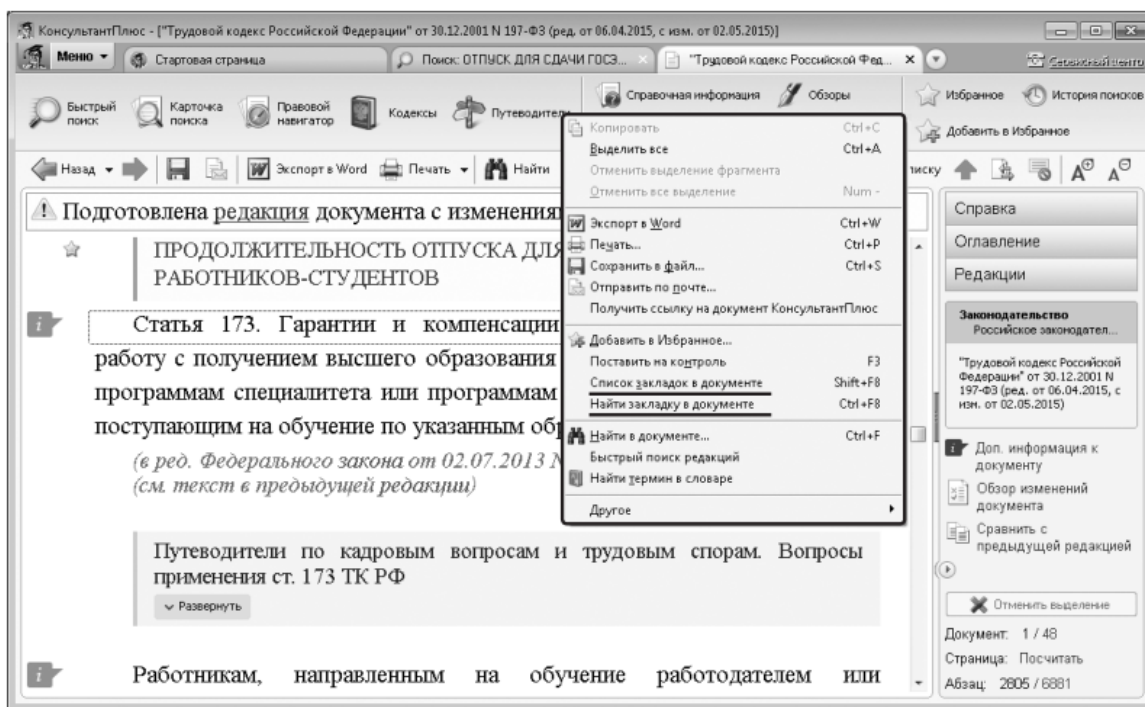 КонсультантПлюс - ["Трудовой кодекс Российской Федерации" от 30.12.2001 N 197-ФЗ (ред. от 06.04.2015, с изм. от 02.05.2015)]
Меню
Стартовая страница
Поиск: ОТПУСК ДЛЯ СДАЧИ ГОСЭ...
"Трудовой кодекс Российской Фед...
Сервисный центр
Быстрый поиск
Карточка поиска
Правовой навигатор
Кодексы
Путеводители
Справочная информация
Обзоры
Избранное
История поисков
Добавить в Избранное
Назад
Экспорт в Word
Печать
Найти
писку
Подготовлена редакция документа с изменения
ПРОДОЛЖИТЕЛЬНОСТЬ ОТПУСКА ДЛЯ
РАБОТНИКОВ-СТУДЕНТОВ
Статья 173. Гарантии и компенсации
работу с получением высшего образования
программам специалитета или программам
поступающим на обучение по указанным обр
(в ред. Федерального закона от 02.07.2013 N
(см. текст в предыдущей редакции)
Путеводители по кадровым вопросам и трудовым спорам. Вопросы
применения ст. 173 ТК РФ
Развернуть
Работникам, направленным на обучение работодателем или
Копировать Ctrl+C
Выделить все Ctrl+A
Отменить выделение фрагмента
Отменить все выделение Num -
Экспорт в Word Ctrl+W
Печать... Ctrl+P
Сохранить в файл... Ctrl+S
Отправить по почте...
Получить ссылку на документ КонсультантПлюс
Добавить в Избранное...
Поставить на контроль F3
Список закладок в документе Shift+F8
Найти закладку в документе Ctrl+F8
Найти в документе... Ctrl+F
Быстрый поиск редакций
Найти термин в словаре
Другое
Справка
Оглавление
Редакции
Законодательство
Российское законодател...
"Трудовой кодекс Российской
Федерации" от 30.12.2001 N
197-ФЗ (ред. от 06.04.2015, с
изм. от 02.05.2015)
Доп. информация к
документу
Обзор изменений
документа
Сравнить с
предыдущей редакцией
Отменить выделение
Документ: 1 / 48
Страница: Посчитать
Абзац: 2805 / 6881